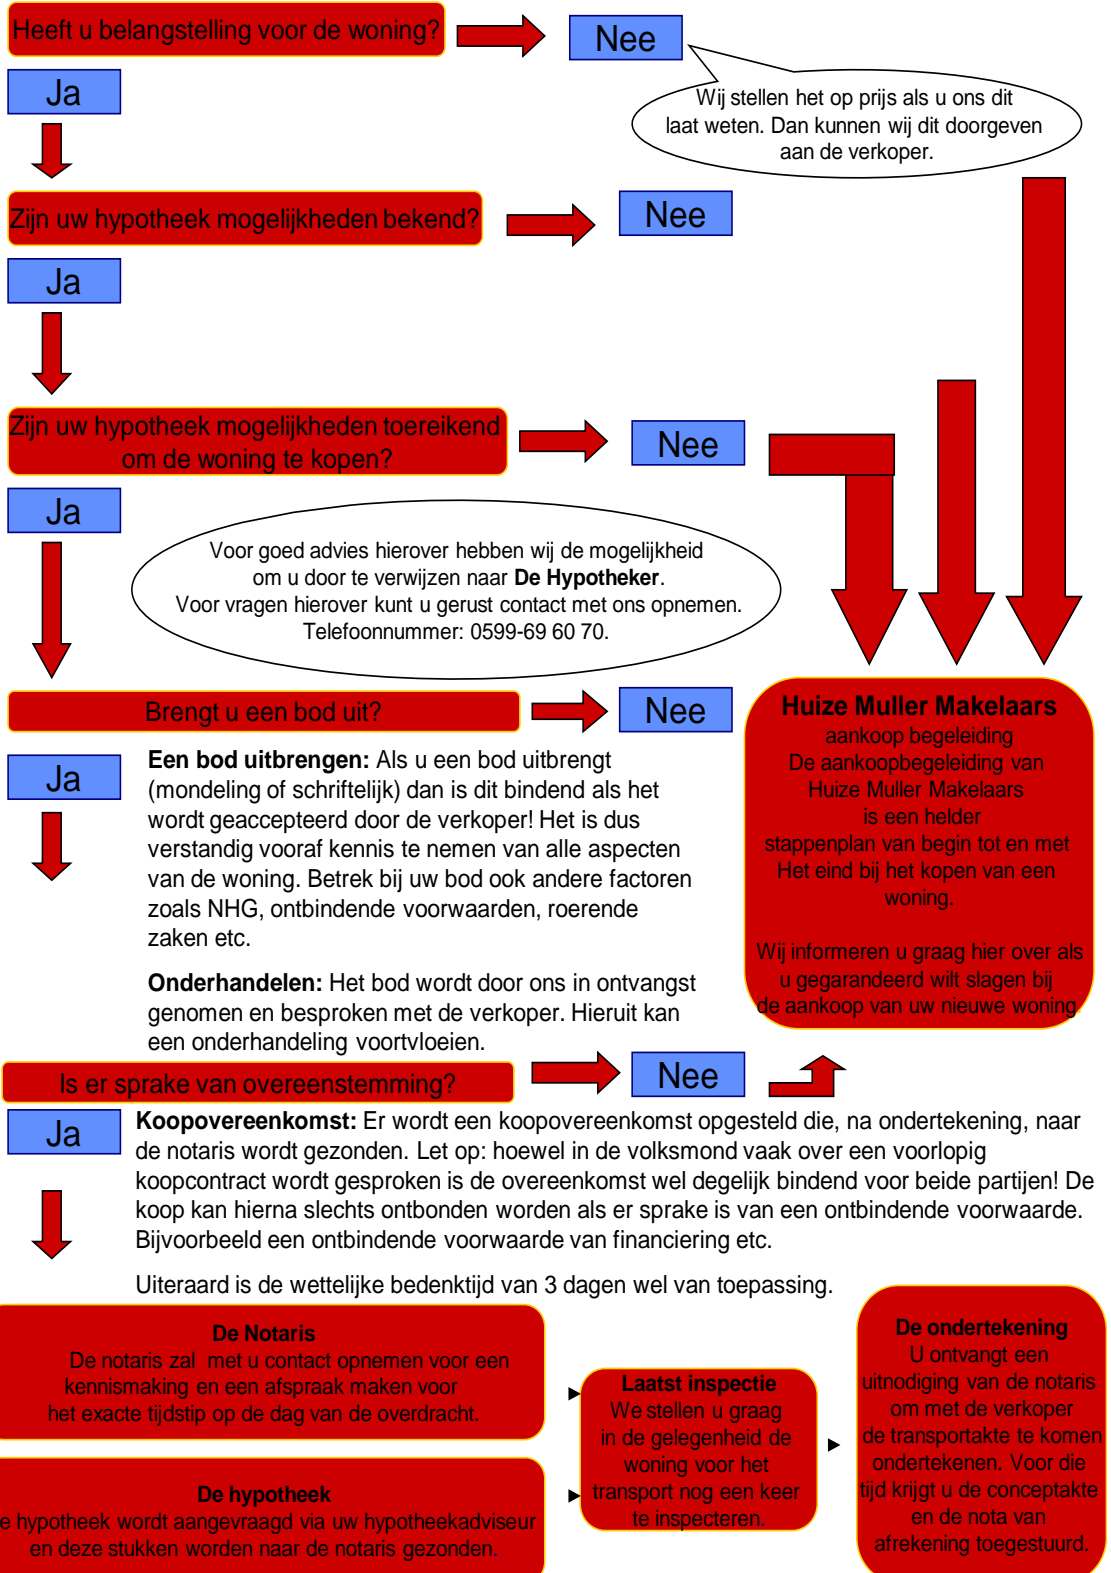 Heeft u belangstelling voor de woning?
Nee
Ja
Wij stellen het op prijs als u ons dit
laat weten. Dan kunnen wij dit doorgeven
aan de verkoper.
Zijn uw hypotheek mogelijkheden bekend?
Nee
Ja
Zijn uw hypotheek mogelijkheden toereikend
om de woning te kopen?
Nee
Ja
Voor goed advies hierover hebben wij de mogelijkheid
om u door te verwijzen naar De Hypotheker.
Voor vragen hierover kunt u gerust contact met ons opnemen.
Telefoonnummer: 0599-69 60 70.
Brengt u een bod uit?
Nee
Ja
Een bod uitbrengen: Als u een bod uitbrengt
(mondeling of schriftelijk) dan is dit bindend als het
wordt geaccepteerd door de verkoper! Het is dus
verstandig vooraf kennis te nemen van alle aspecten
van de woning. Betrek bij uw bod ook andere factoren
zoals NHG, ontbindende voorwaarden, roerende
zaken etc.
Onderhandelen: Het bod wordt door ons in ontvangst
genomen en besproken met de verkoper. Hieruit kan
een onderhandeling voortvloeien.
Huize Muller Makelaars
aankoop begeleiding
De aankoopbegeleiding van
Huize Muller Makelaars
is een helder
stappenplan van begin tot en met
Het eind bij het kopen van een
woning.
Wij informeren u graag hier over als
u gegarandeerd wilt slagen bij
de aankoop van uw nieuwe woning.
Is er sprake van overeenstemming?
Nee
Ja
Koopovereenkomst: Er wordt een koopovereenkomst opgesteld die, na ondertekening, naar
de notaris wordt gezonden. Let op: hoewel in de volksmond vaak over een voorlopig
koopcontract wordt gesproken is de overeenkomst wel degelijk bindend voor beide partijen! De
koop kan hierna slechts ontbonden worden als er sprake is van een ontbindende voorwaarde.
Bijvoorbeeld een ontbindende voorwaarde van financiering etc.
Uiteraard is de wettelijke bedenktijd van 3 dagen wel van toepassing.
De Notaris
De notaris zal met u contact opnemen voor een
kennismaking en een afspraak maken voor
het exacte tijdstip op de dag van de overdracht.
De hypotheek
e hypotheek wordt aangevraagd via uw hypotheekadviseur
en deze stukken worden naar de notaris gezonden.
Laatst inspectie
We stellen u graag
in de gelegenheid de
woning voor het
transport nog een keer
te inspecteren.
De ondertekening
U ontvangt een
uitnodiging van de notaris
om met de verkoper
de transportakte te komen
ondertekenen. Voor die
tijd krijgt u de conceptakte
en de nota van
afrekening toegestuurd.